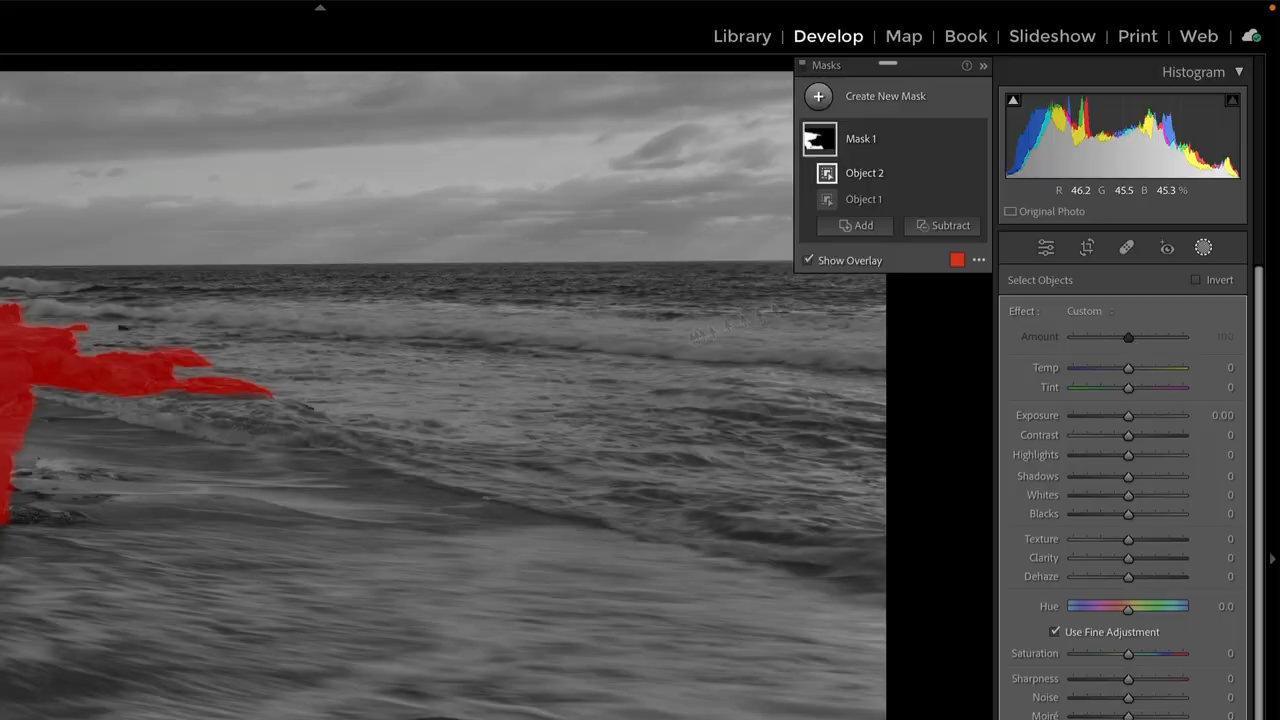 Library | Develop | Map | Book | Slideshow | Print | Web |
Masks
Create New Mask
Mask 1
Object 2
Object 1
Add Subtract
Show Overlay
Histogram
R 46.2 G 45.5 B 45.3 %
Original Photo
Select Objects Invert
Effect : Custom
Amount 100
Temp 0
Tint 0
Exposure 0.00
Contrast 0
Highlights 0
Shadows 0
Whites 0
Blacks 0
Texture 0
Clarity 0
Dehaze 0
Hue 0.0
Use Fine Adjustment
Saturation 0
Sharpness 0
Noise 0
Moiré 0